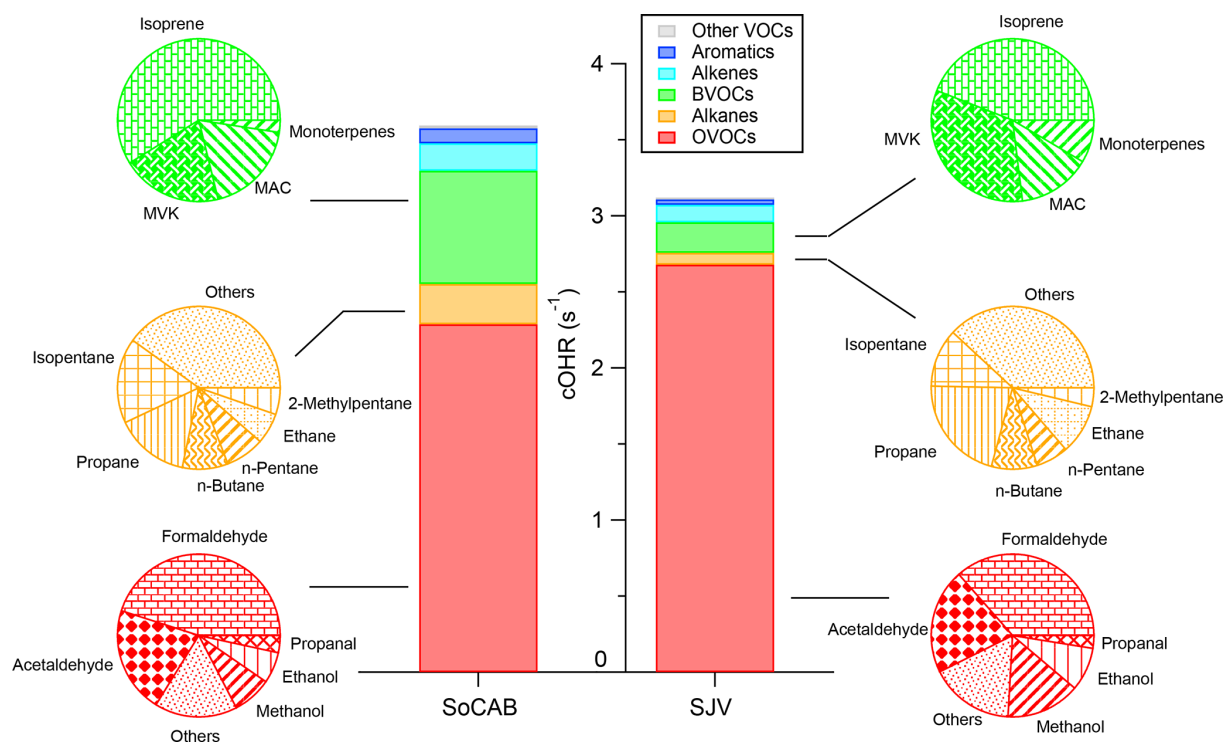 Isoprene
Monoterpenes
MAC
MVK
Others
Isopentane
2-Methylpentane
Ethane
Propane
n-Pentane
n-Butane
Formaldehyde
Propanal
Acetaldehyde
Ethanol
Methanol
Others
Other VOCs
Aromatics
Alkenes
BVOCs
Alkanes
OVOCs
4
3
2
1
0
cOHR (s⁻¹)
SoCAB
SJV
Isoprene
MVK
Monoterpenes
MAC
Others
Isopentane
2-Methylpentane
Ethane
Propane
n-Pentane
n-Butane
Formaldehyde
Acetaldehyde
Propanal
Ethanol
Others
Methanol